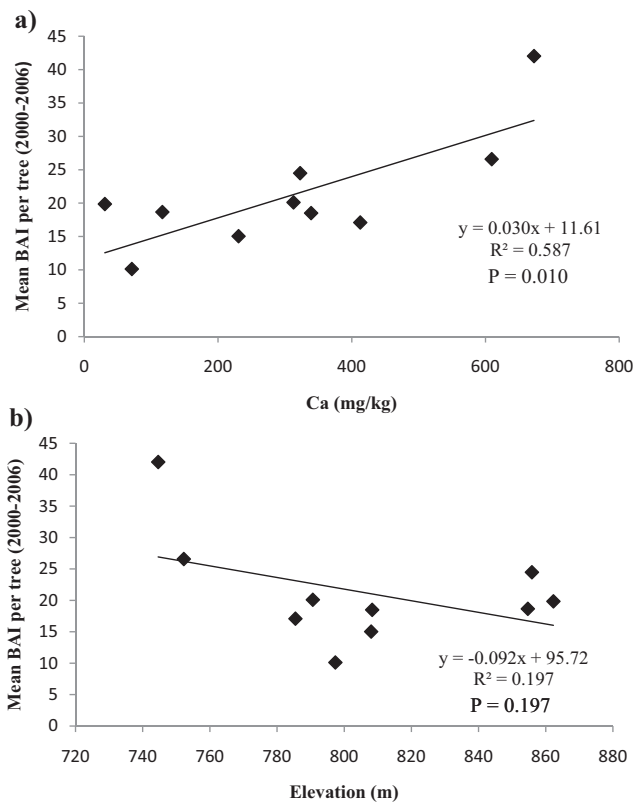 a)
Mean BAI per tree (2000-2006)
45
40
35
30
25
20
15
10
5
0
y = 0.030x + 11.61
R² = 0.587
P = 0.010
0 200 400 600 800
Ca (mg/kg)
b)
Mean BAI per tree (2000-2006)
45
40
35
30
25
20
15
10
5
0
y = -0.092x + 95.72
R² = 0.197
P = 0.197
720 740 760 780 800 820 840 860 880
Elevation (m)